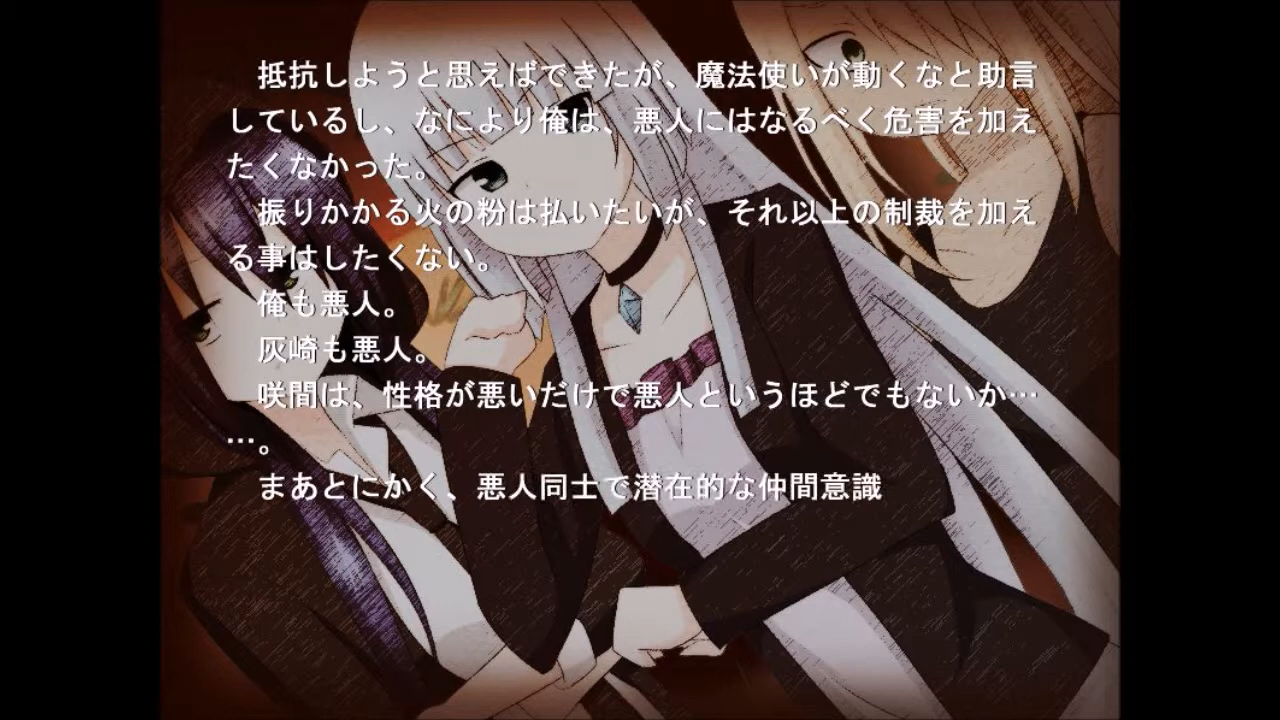 抵抗しようと思えばできたが、魔法使いが動くなと助言
しているし、なにより俺は、悪人にはなるべく危害を加え
たくなかった。
　振りかかる火の粉は払いたいが、それ以上の制裁を加え
る事はしたくない。
　俺も悪人。
　灰崎も悪人。
　咲間は、性格が悪いだけで悪人というほどでもないか…
…。
　まあとにかく、悪人同士で潜在的な仲間意識